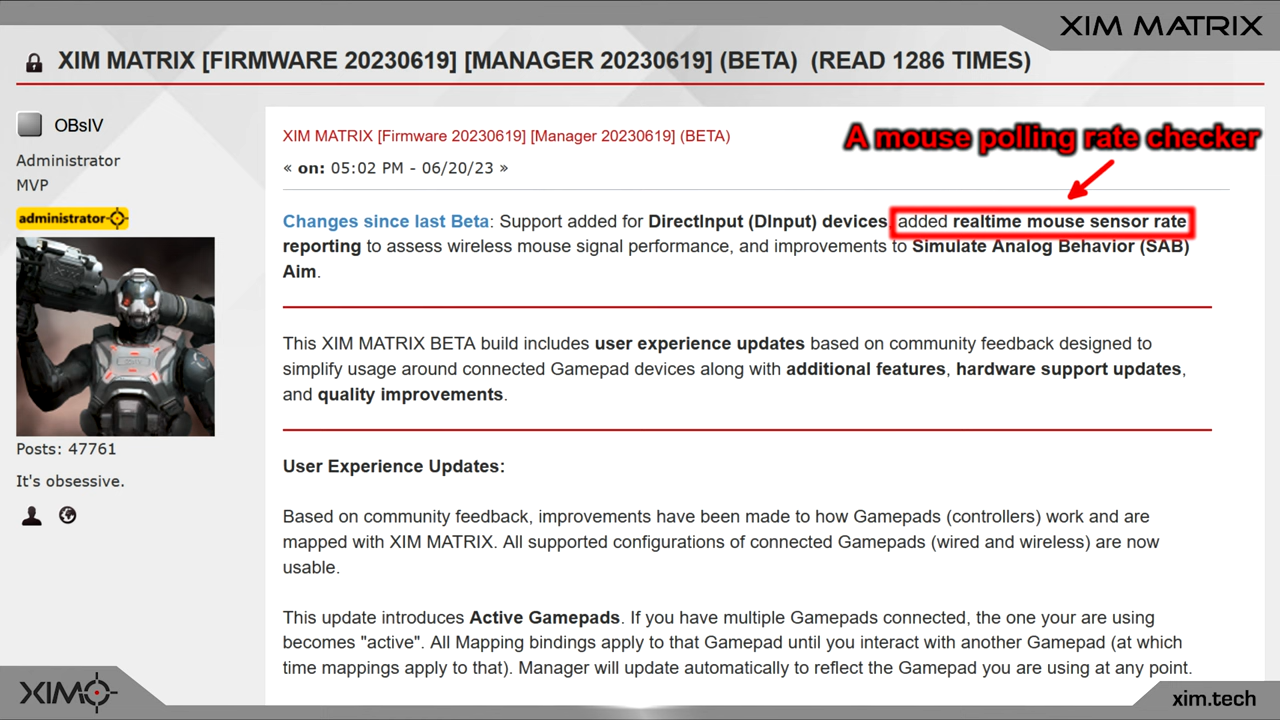 XIM MATRIX
XIM MATRIX [FIRMWARE 20230619] [MANAGER 20230619] (BETA) (READ 1286 TIMES)
OBsIV
Administrator
MVP
administrator
Posts: 47761
It's obsessive.
XIM MATRIX [Firmware 20230619] [Manager 20230619] (BETA)
A mouse polling rate checker
« on: 05:02 PM - 06/20/23 »
Changes since last Beta: Support added for DirectInput (DInput) devices, added realtime mouse sensor rate
reporting to assess wireless mouse signal performance, and improvements to Simulate Analog Behavior (SAB)
Aim.
This XIM MATRIX BETA build includes user experience updates based on community feedback designed to
simplify usage around connected Gamepad devices along with additional features, hardware support updates,
and quality improvements.
User Experience Updates:
Based on community feedback, improvements have been made to how Gamepads (controllers) work and are
mapped with XIM MATRIX. All supported configurations of connected Gamepads (wired and wireless) are now
usable.
This update introduces Active Gamepads. If you have multiple Gamepads connected, the one your are using
becomes "active". All Mapping bindings apply to that Gamepad until you interact with another Gamepad (at which
time mappings apply to that). Manager will update automatically to reflect the Gamepad you are using at any point.
XIM
xim.tech